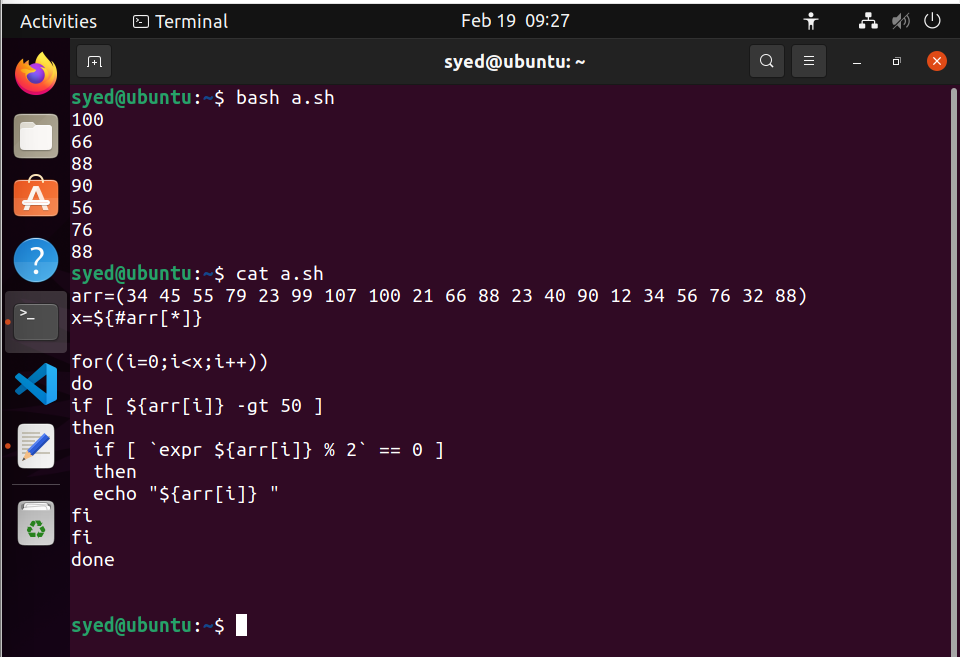 Activities Terminal Feb 19 09:27
syed@ubuntu: ~
syed@ubuntu:~$ bash a.sh
100
66
88
90
56
76
88
syed@ubuntu:~$ cat a.sh
arr=(34 45 55 79 23 99 107 100 21 66 88 23 40 90 12 34 56 76 32 88)
x=${#arr[*]}
for((i=0;i<x;i++))
do
if [ ${arr[i]} -gt 50 ]
then
  if [ `expr ${arr[i]} % 2` == 0 ]
  then
  echo "${arr[i]} "
fi
fi
done
syed@ubuntu:~$